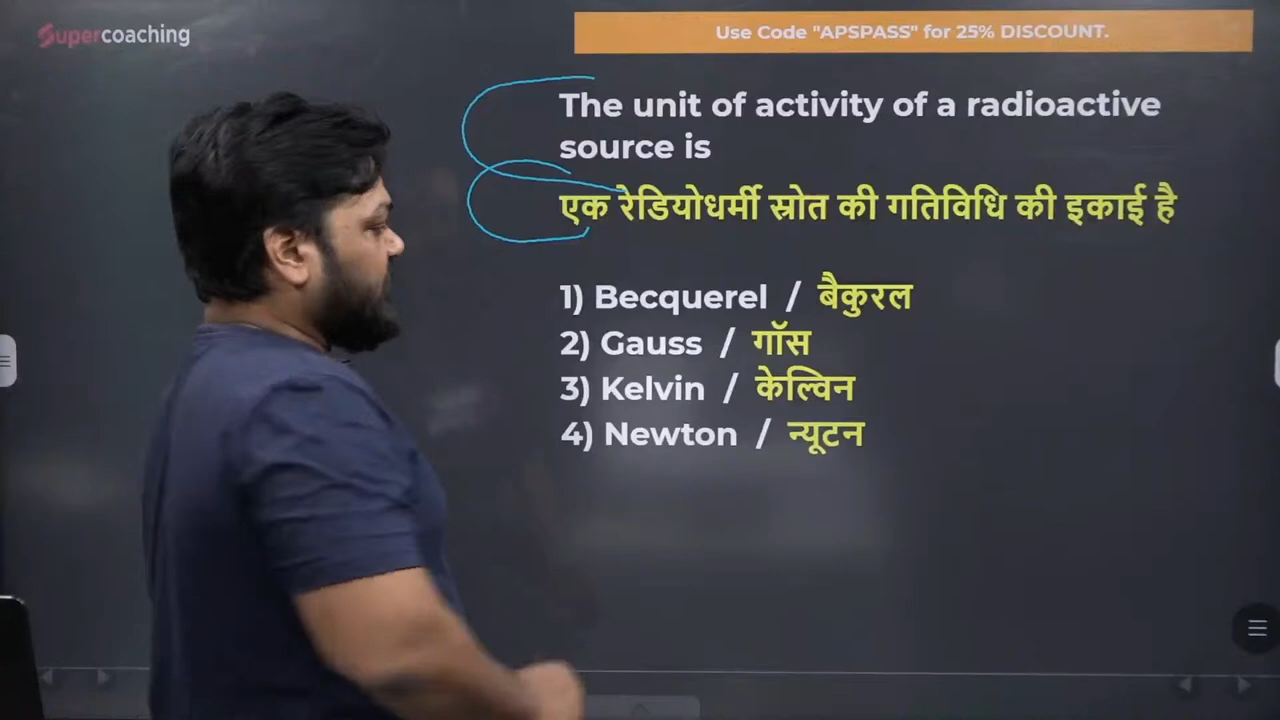 Supercoaching
Use Code "APSPASS" for 25% DISCOUNT.
The unit of activity of a radioactive
source is
एक रेडियोधर्मी स्रोत की गतिविधि की इकाई है
1) Becquerel / बैकुरल
2) Gauss / गॉस
3) Kelvin / केल्विन
4) Newton / न्यूटन